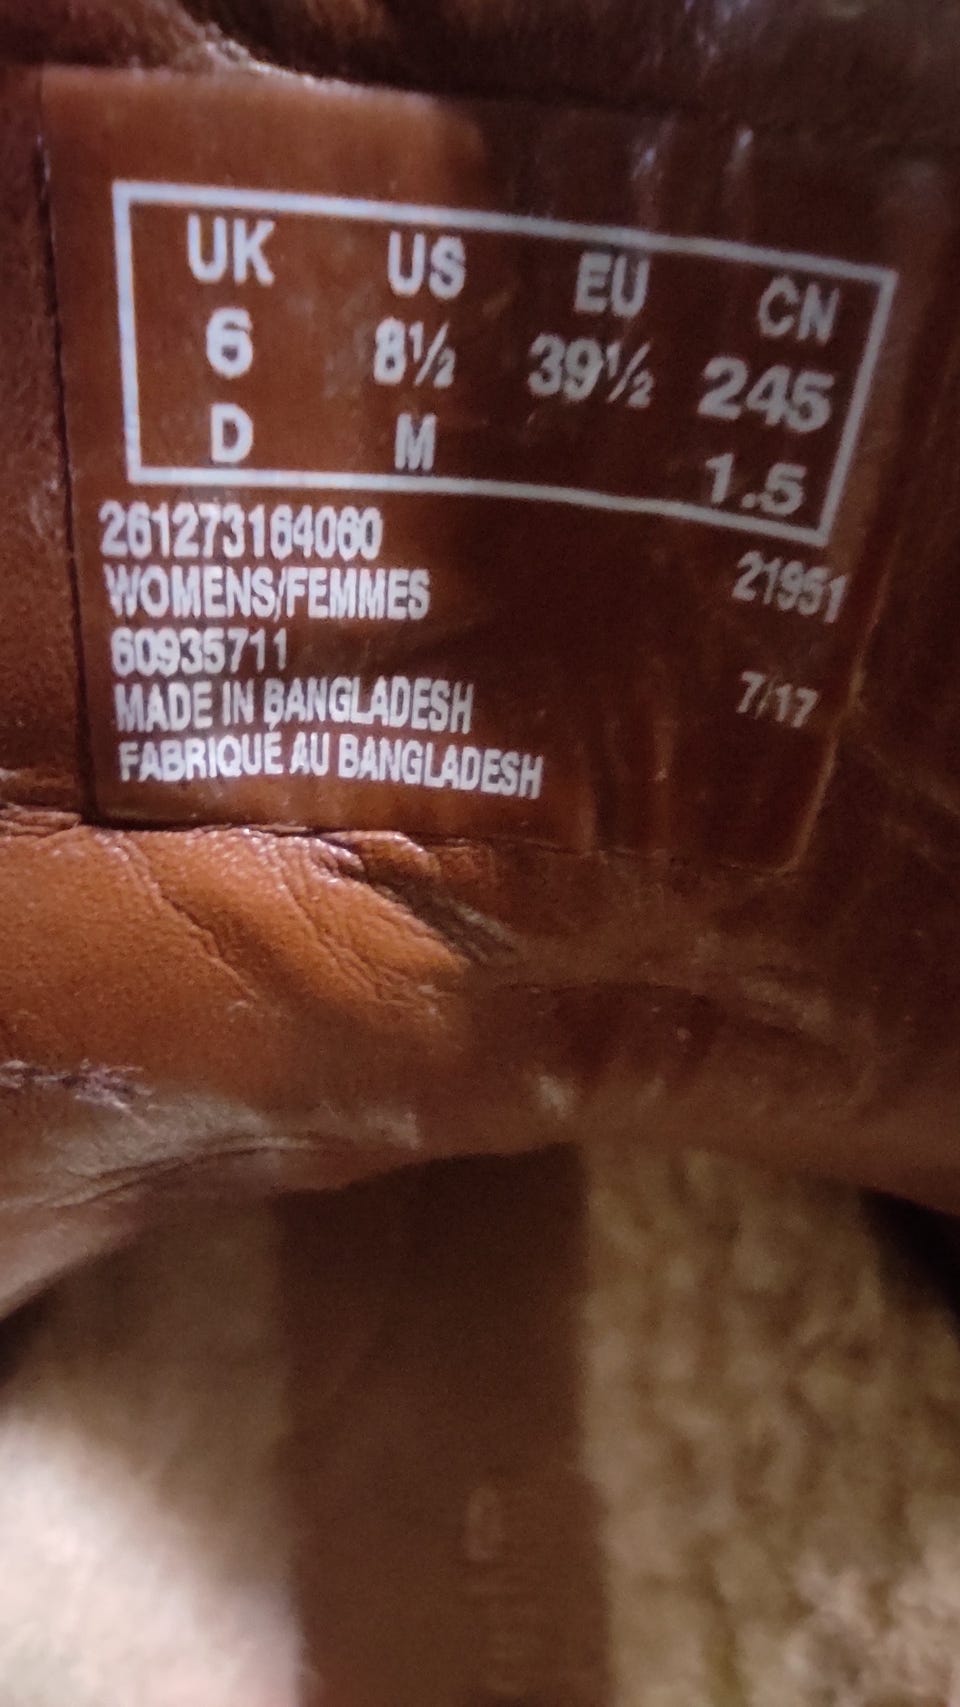 UK US EU CN
6 8½ 39½ 245
D M 1.5
261273164060
WOMENS/FEMMES 21951
60935711
MADE IN BANGLADESH 7/17
FABRIQUÉ AU BANGLADESH